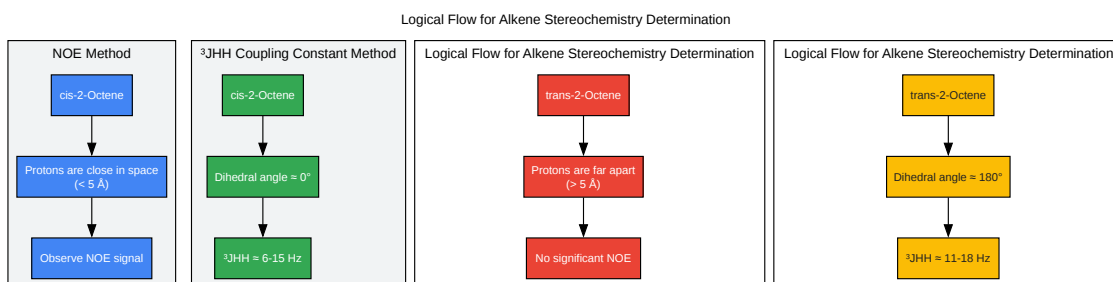 Logical Flow for Alkene Stereochemistry Determination
NOE Method
cis-2-Octene
Protons are close in space
(< 5 Å)
Observe NOE signal
³JHH Coupling Constant Method
cis-2-Octene
Dihedral angle ≈ 0°
³JHH ≈ 6-15 Hz
Logical Flow for Alkene Stereochemistry Determination
trans-2-Octene
Protons are far apart
(> 5 Å)
No significant NOE
Logical Flow for Alkene Stereochemistry Determination
trans-2-Octene
Dihedral angle ≈ 180°
³JHH ≈ 11-18 Hz